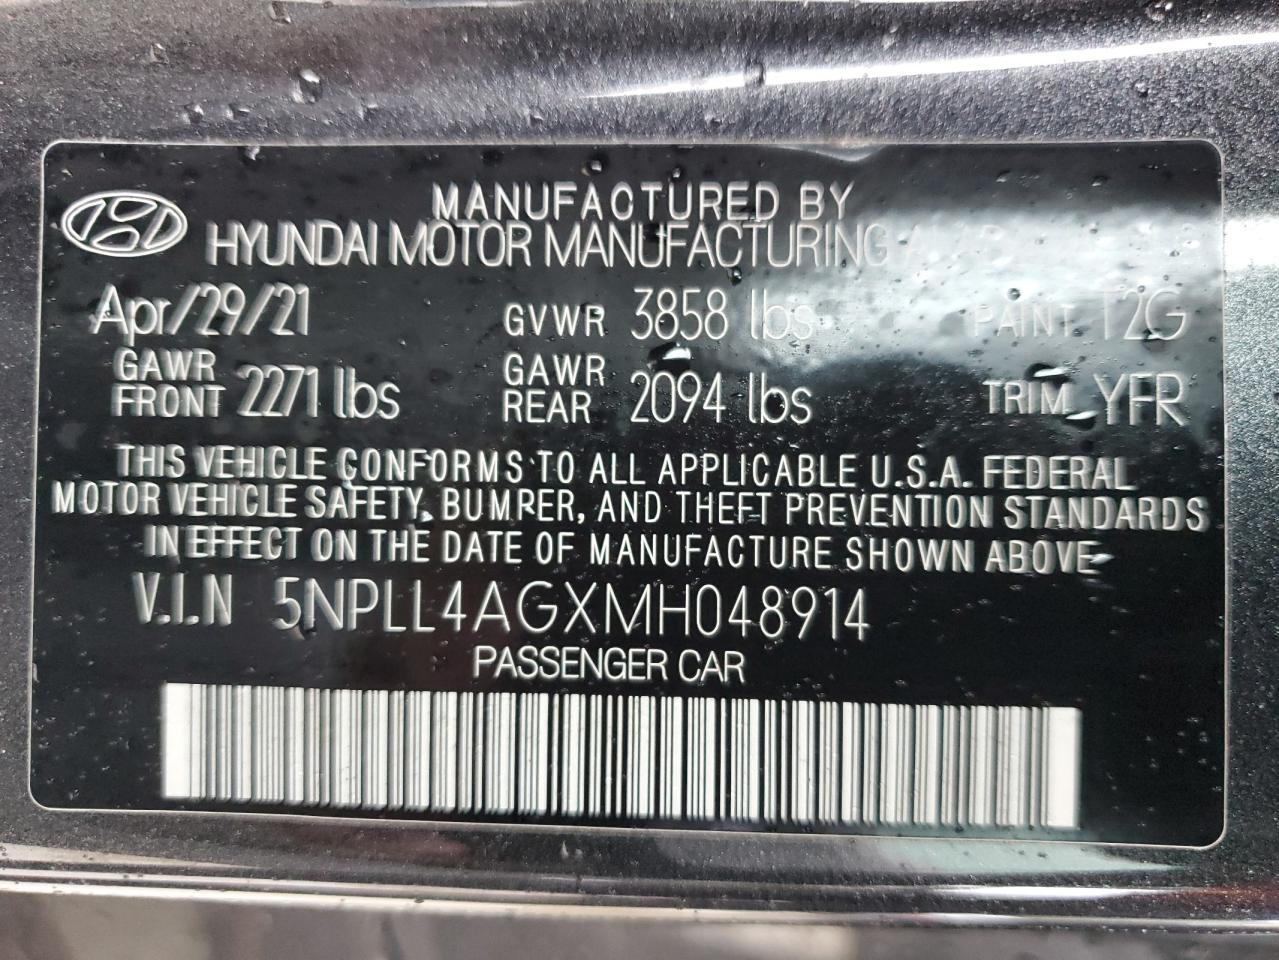 MANUFACTURED BY
HYUNDAI MOTOR MANUFACTURING
Apr/29/21 GVWR 3858 lbs PAINT T2G
GAWR FRONT 2271 lbs GAWR REAR 2094 lbs TRIM YFR
THIS VEHICLE CONFORMS TO ALL APPLICABLE U.S.A. FEDERAL
MOTOR VEHICLE SAFETY, BUMPER, AND THEFT PREVENTION STANDARDS
IN EFFECT ON THE DATE OF MANUFACTURE SHOWN ABOVE
V.I.N 5NPLL4AGXMH048914
PASSENGER CAR